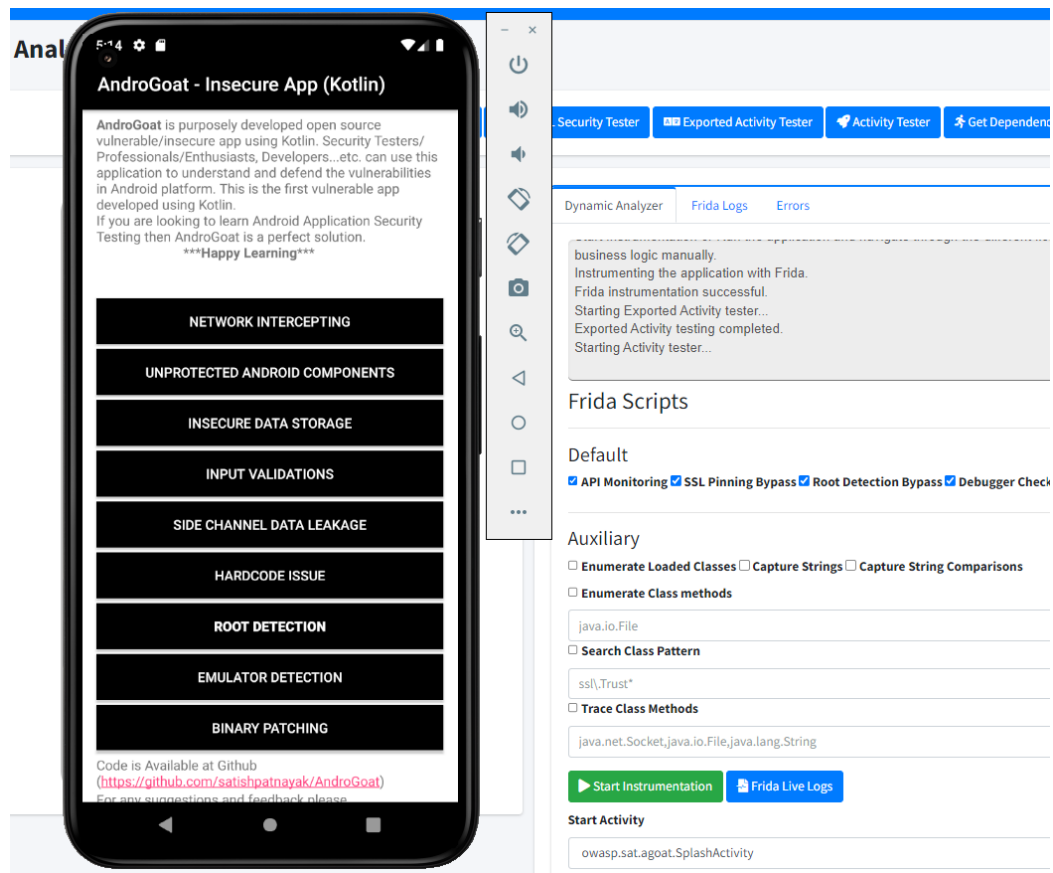 Anal
5:14
AndroGoat - Insecure App (Kotlin)
AndroGoat is purposely developed open source
vulnerable/insecure app using Kotlin. Security Testers/
Professionals/Enthusiasts, Developers...etc. can use this
application to understand and defend the vulnerabilities
in Android platform. This is the first vulnerable app
developed using Kotlin.
If you are looking to learn Android Application Security
Testing then AndroGoat is a perfect solution.
***Happy Learning***
NETWORK INTERCEPTING
UNPROTECTED ANDROID COMPONENTS
INSECURE DATA STORAGE
INPUT VALIDATIONS
SIDE CHANNEL DATA LEAKAGE
HARDCODE ISSUE
ROOT DETECTION
EMULATOR DETECTION
BINARY PATCHING
Code is Available at Github
(https://github.com/satishpatnayak/AndroGoat)
For any suggestions and feedback please
Security Tester
Exported Activity Tester
Activity Tester
Get Dependenc
Dynamic Analyzer
Frida Logs
Errors
business logic manually.
Instrumenting the application with Frida.
Frida instrumentation successful.
Starting Exported Activity tester...
Exported Activity testing completed.
Starting Activity tester...
Frida Scripts
Default
API Monitoring SSL Pinning Bypass Root Detection Bypass Debugger Check
Auxiliary
Enumerate Loaded Classes Capture Strings Capture String Comparisons
Enumerate Class methods
java.io.File
Search Class Pattern
ssl\.Trust*
Trace Class Methods
java.net.Socket,java.io.File,java.lang.String
Start Instrumentation
Frida Live Logs
Start Activity
owasp.sat.agoat.SplashActivity